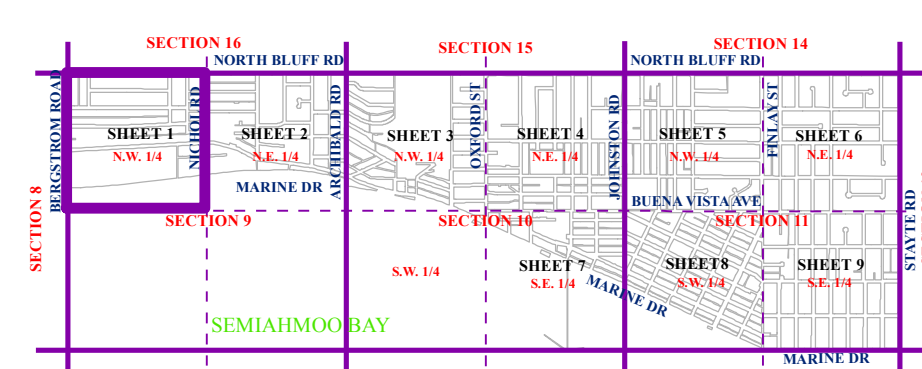 SECTION 16
SECTION 15
SECTION 14
NORTH BLUFF RD
NORTH BLUFF RD
BERGSTROM ROAD
NICHOL RD
ARCHIBALD RD
OXFORD ST
JOHNSTON RD
FINLAY ST
SHEET 1
N.W. 1/4
SHEET 2
N.E. 1/4
SHEET 3
N.W. 1/4
SHEET 4
N.E. 1/4
SHEET 5
N.W. 1/4
SHEET 6
N.E. 1/4
MARINE DR
BUENA VISTA AVE
SECTION 8
SECTION 9
SECTION 10
SECTION 11
STAYTE RD
S.W. 1/4
SHEET 7
S.E. 1/4
MARINE DR
SHEET8
S.W. 1/4
SHEET 9
S.E. 1/4
SEMIAHMOO BAY
MARINE DR